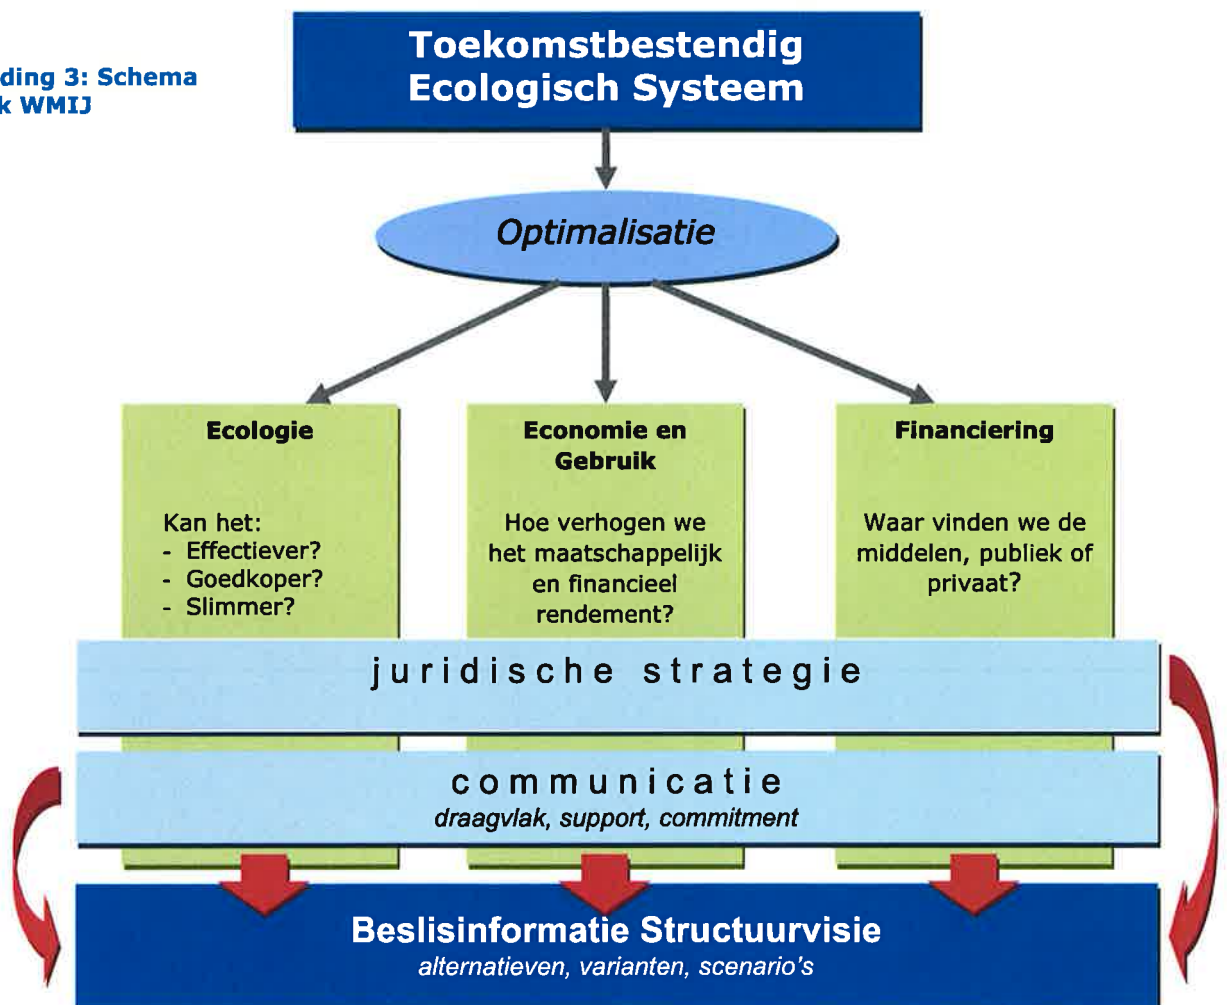 ding 3: Schema
k WMIJ
Toekomstbestendig
Ecologisch Systeem
Optimalisatie
Ecologie
Kan het:
- Effectiever?
- Goedkoper?
- Slimmer?
Economie en
Gebruik
Hoe verhogen we
het maatschappelijk
en financieel
rendement?
Financiering
Waar vinden we de
middelen, publiek of
privaat?
juridische strategie
communicatie
draagvlak, support, commitment
Beslisinformatie Structuurvisie
alternatieven, varianten, scenario's